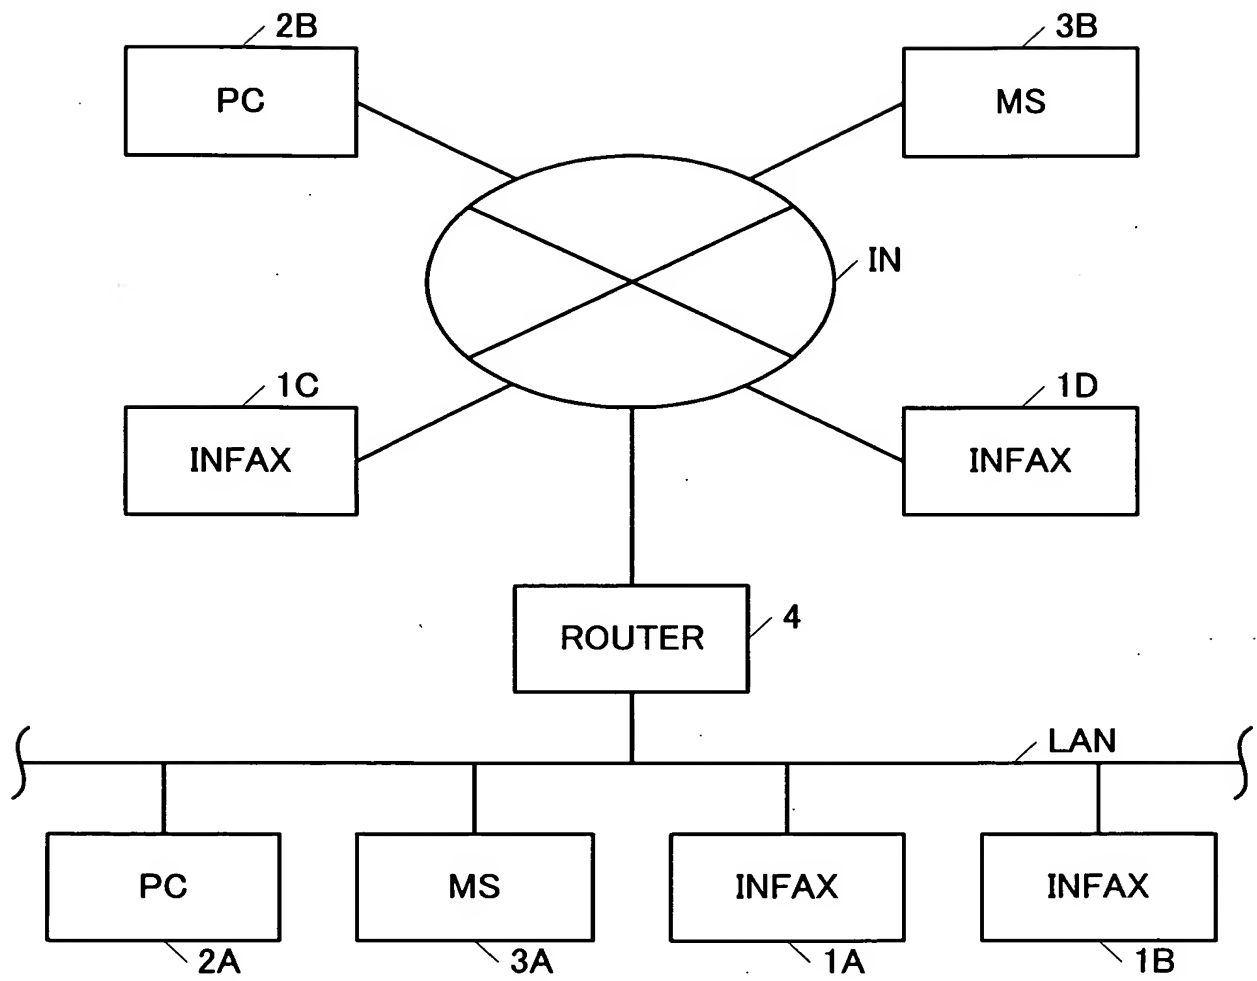 2B
3B
PC
MS
IN
1C
1D
INFAX
INFAX
4
ROUTER
LAN
PC
MS
INFAX
INFAX
2A
3A
1A
1B